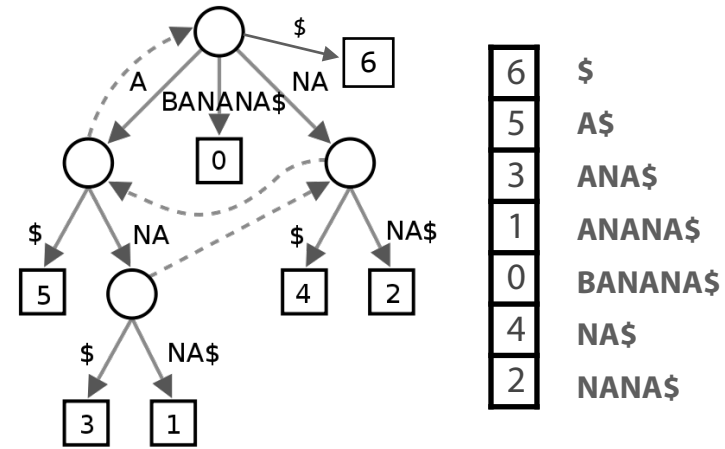 $
6
A
NA
BANANA$
0
$
NA
$
NA$
5
4
2
$
NA$
3
1
6 $
5 A$
3 ANA$
1 ANANA$
0 BANANA$
4 NA$
2 NANA$